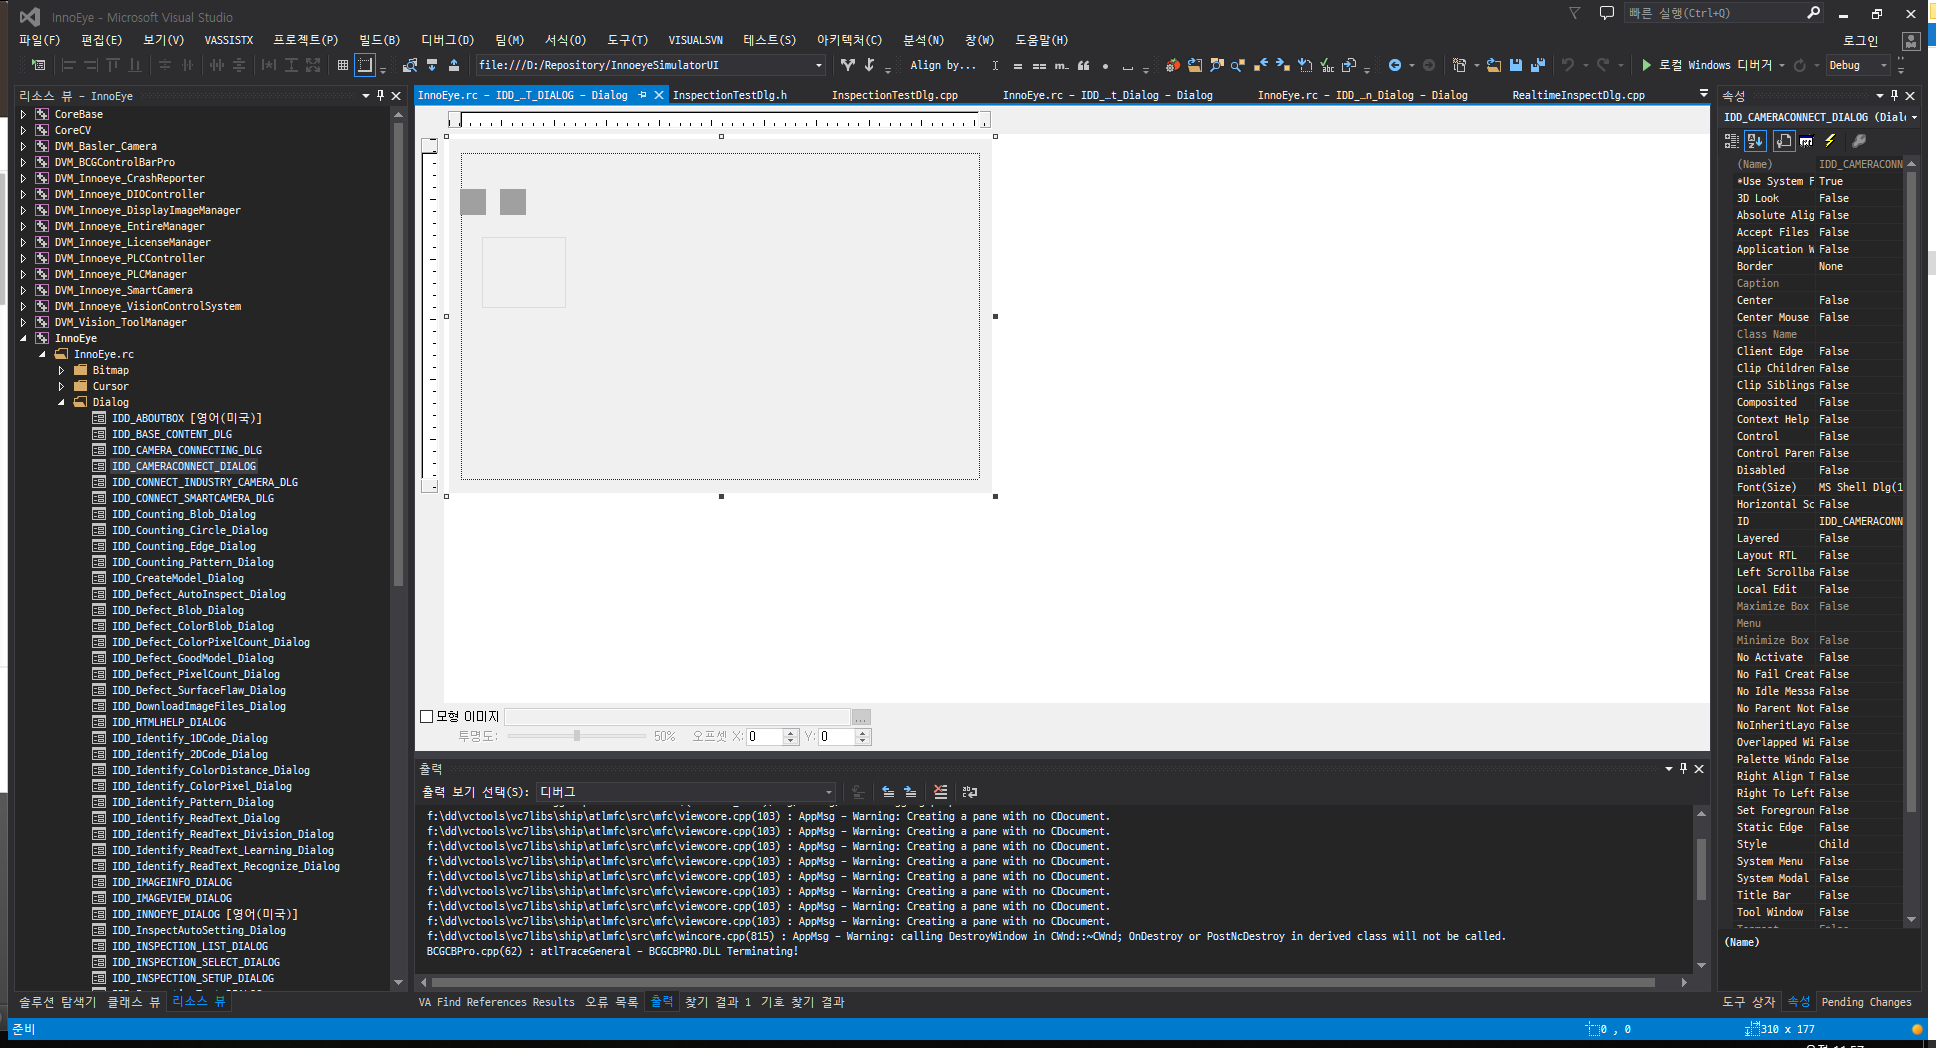 InnoEye - Microsoft Visual Studio
빠른 실행(Ctrl+Q)
파일(F) 편집(E) 보기(V) VASSISTX 프로젝트(P) 빌드(B) 디버그(D) 팀(M) 서식(O) 도구(T) VISUALSVN 테스트(S) 아키텍처(C) 분석(N) 창(W) 도움말(H)
로그인
file:///D:/Repository/InnoeyeSimulatorUI
Align by...
로컬 Windows 디버거
Debug
리소스 뷰 - InnoEye
CoreBase
CoreCV
DVM_Basler_Camera
DVM_BCGControlBarPro
DVM_Innoeye_CrashReporter
DVM_Innoeye_DIOController
DVM_Innoeye_DisplayImageManager
DVM_Innoeye_EntireManager
DVM_Innoeye_LicenseManager
DVM_Innoeye_PLCController
DVM_Innoeye_PLCManager
DVM_Innoeye_SmartCamera
DVM_Innoeye_VisionControlSystem
DVM_Vision_ToolManager
InnoEye
InnoEye.rc
Bitmap
Cursor
Dialog
IDD_ABOUTBOX [영어(미국)]
IDD_BASE_CONTENT_DLG
IDD_CAMERA_CONNECTING_DLG
IDD_CAMERACONNECT_DIALOG
IDD_CONNECT_INDUSTRY_CAMERA_DLG
IDD_CONNECT_SMARTCAMERA_DLG
IDD_Counting_Blob_Dialog
IDD_Counting_Circle_Dialog
IDD_Counting_Edge_Dialog
IDD_Counting_Pattern_Dialog
IDD_CreateModel_Dialog
IDD_Defect_AutoInspect_Dialog
IDD_Defect_Blob_Dialog
IDD_Defect_ColorBlob_Dialog
IDD_Defect_ColorPixelCount_Dialog
IDD_Defect_GoodModel_Dialog
IDD_Defect_PixelCount_Dialog
IDD_Defect_SurfaceFlaw_Dialog
IDD_DownloadImageFiles_Dialog
IDD_HTMLHELP_DIALOG
IDD_Identify_1DCode_Dialog
IDD_Identify_2DCode_Dialog
IDD_Identify_ColorDistance_Dialog
IDD_Identify_ColorPixel_Dialog
IDD_Identify_Pattern_Dialog
IDD_Identify_ReadText_Dialog
IDD_Identify_ReadText_Division_Dialog
IDD_Identify_ReadText_Learning_Dialog
IDD_Identify_ReadText_Recognize_Dialog
IDD_IMAGEINFO_DIALOG
IDD_IMAGEVIEW_DIALOG
IDD_INNOEYE_DIALOG [영어(미국)]
IDD_InspectAutoSetting_Dialog
IDD_INSPECTION_LIST_DIALOG
IDD_INSPECTION_SELECT_DIALOG
IDD_INSPECTION_SETUP_DIALOG
솔루션 탐색기 클래스 뷰 리소스 뷰
InnoEye.rc - IDD_...T_DIALOG - Dialog
InspectionTestDlg.h
InspectionTestDlg.cpp
InnoEye.rc - IDD_...t_Dialog - Dialog
InnoEye.rc - IDD_...n_Dialog - Dialog
RealtimeInspectDlg.cpp
모형 이미지
...
투명도: 50% 오프셋 X: 0 Y: 0
출력
출력 보기 선택(S): 디버그
f:\dd\vctools\vc7libs\ship\atlmfc\src\mfc\viewcore.cpp(103) : AppMsg - Warning: Creating a pane with no CDocument.
f:\dd\vctools\vc7libs\ship\atlmfc\src\mfc\viewcore.cpp(103) : AppMsg - Warning: Creating a pane with no CDocument.
f:\dd\vctools\vc7libs\ship\atlmfc\src\mfc\viewcore.cpp(103) : AppMsg - Warning: Creating a pane with no CDocument.
f:\dd\vctools\vc7libs\ship\atlmfc\src\mfc\viewcore.cpp(103) : AppMsg - Warning: Creating a pane with no CDocument.
f:\dd\vctools\vc7libs\ship\atlmfc\src\mfc\viewcore.cpp(103) : AppMsg - Warning: Creating a pane with no CDocument.
f:\dd\vctools\vc7libs\ship\atlmfc\src\mfc\viewcore.cpp(103) : AppMsg - Warning: Creating a pane with no CDocument.
f:\dd\vctools\vc7libs\ship\atlmfc\src\mfc\viewcore.cpp(103) : AppMsg - Warning: Creating a pane with no CDocument.
f:\dd\vctools\vc7libs\ship\atlmfc\src\mfc\viewcore.cpp(103) : AppMsg - Warning: Creating a pane with no CDocument.
f:\dd\vctools\vc7libs\ship\atlmfc\src\mfc\wincore.cpp(815) : AppMsg - Warning: calling DestroyWindow in CWnd::~CWnd; OnDestroy or PostNcDestroy in derived class will not be called.
BCGCBPro.cpp(62) : atlTraceGeneral - BCGCBPRO.DLL Terminating!
VA Find References Results 오류 목록 출력 찾기 결과 1 기호 찾기 결과
속성
IDD_CAMERACONNECT_DIALOG (Dialo
(Name) IDD_CAMERACONN
*Use System F True
3D Look False
Absolute Alig False
Accept Files False
Application W False
Border None
Caption
Center False
Center Mouse False
Class Name
Client Edge False
Clip Children False
Clip Siblings False
Composited False
Context Help False
Control False
Control Paren False
Disabled False
Font(Size) MS Shell Dlg(1
Horizontal Sc False
ID IDD_CAMERACONN
Layered False
Layout RTL False
Left Scrollba False
Local Edit False
Maximize Box False
Menu
Minimize Box False
No Activate False
No Fail Creat False
No Idle Messa False
No Parent Not False
NoInheritLayo False
Overlapped Wi False
Palette Windo False
Right Align T False
Right To Left False
Set Foregroun False
Static Edge False
Style Child
System Menu False
System Modal False
Title Bar False
Tool Window False
(Name)
도구 상자 속성 Pending Changes
준비
0 , 0
310 x 177